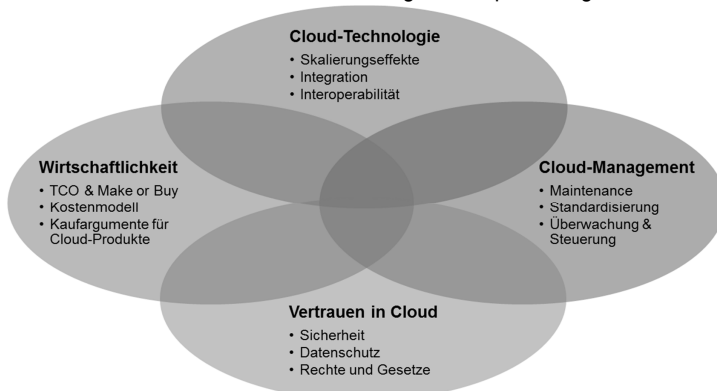 Cloud-Technologie
• Skalierungseffekte
• Integration
• Interoperabilität
Wirtschaftlichkeit
• TCO & Make or Buy
• Kostenmodell
• Kaufargumente für
Cloud-Produkte
Cloud-Management
• Maintenance
• Standardisierung
• Überwachung &
Steuerung
Vertrauen in Cloud
• Sicherheit
• Datenschutz
• Rechte und Gesetze